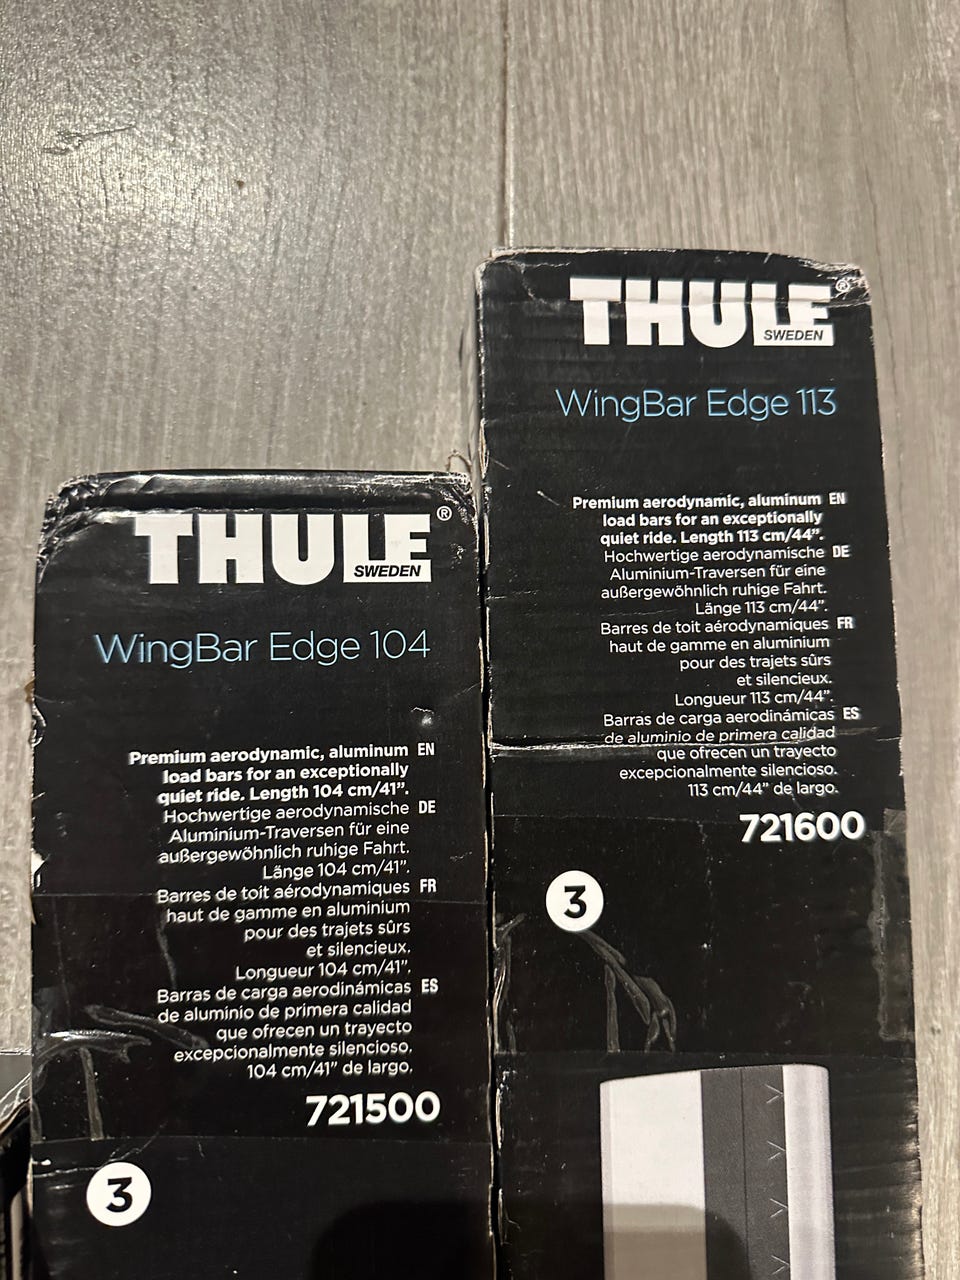 THULE®
SWEDEN
WingBar Edge 104
Premium aerodynamic, aluminum EN
load bars for an exceptionally
quiet ride. Length 104 cm/41”.
Hochwertige aerodynamische DE
Aluminium-Traversen für eine
außergewöhnlich ruhige Fahrt.
Länge 104 cm/41”.
Barres de toit aérodynamiques FR
haut de gamme en aluminium
pour des trajets sûrs
et silencieux.
Longueur 104 cm/41”.
Barras de carga aerodinámicas ES
de aluminio de primera calidad
que ofrecen un trayecto
excepcionalmente silencioso.
104 cm/41” de largo.
721500
3
THULE®
SWEDEN
WingBar Edge 113
Premium aerodynamic, aluminum EN
load bars for an exceptionally
quiet ride. Length 113 cm/44”.
Hochwertige aerodynamische DE
Aluminium-Traversen für eine
außergewöhnlich ruhige Fahrt.
Länge 113 cm/44”.
Barres de toit aérodynamiques FR
haut de gamme en aluminium
pour des trajets sûrs
et silencieux.
Longueur 113 cm/44”.
Barras de carga aerodinámicas ES
de aluminio de primera calidad
que ofrecen un trayecto
excepcionalmente silencioso.
113 cm/44” de largo.
721600
3